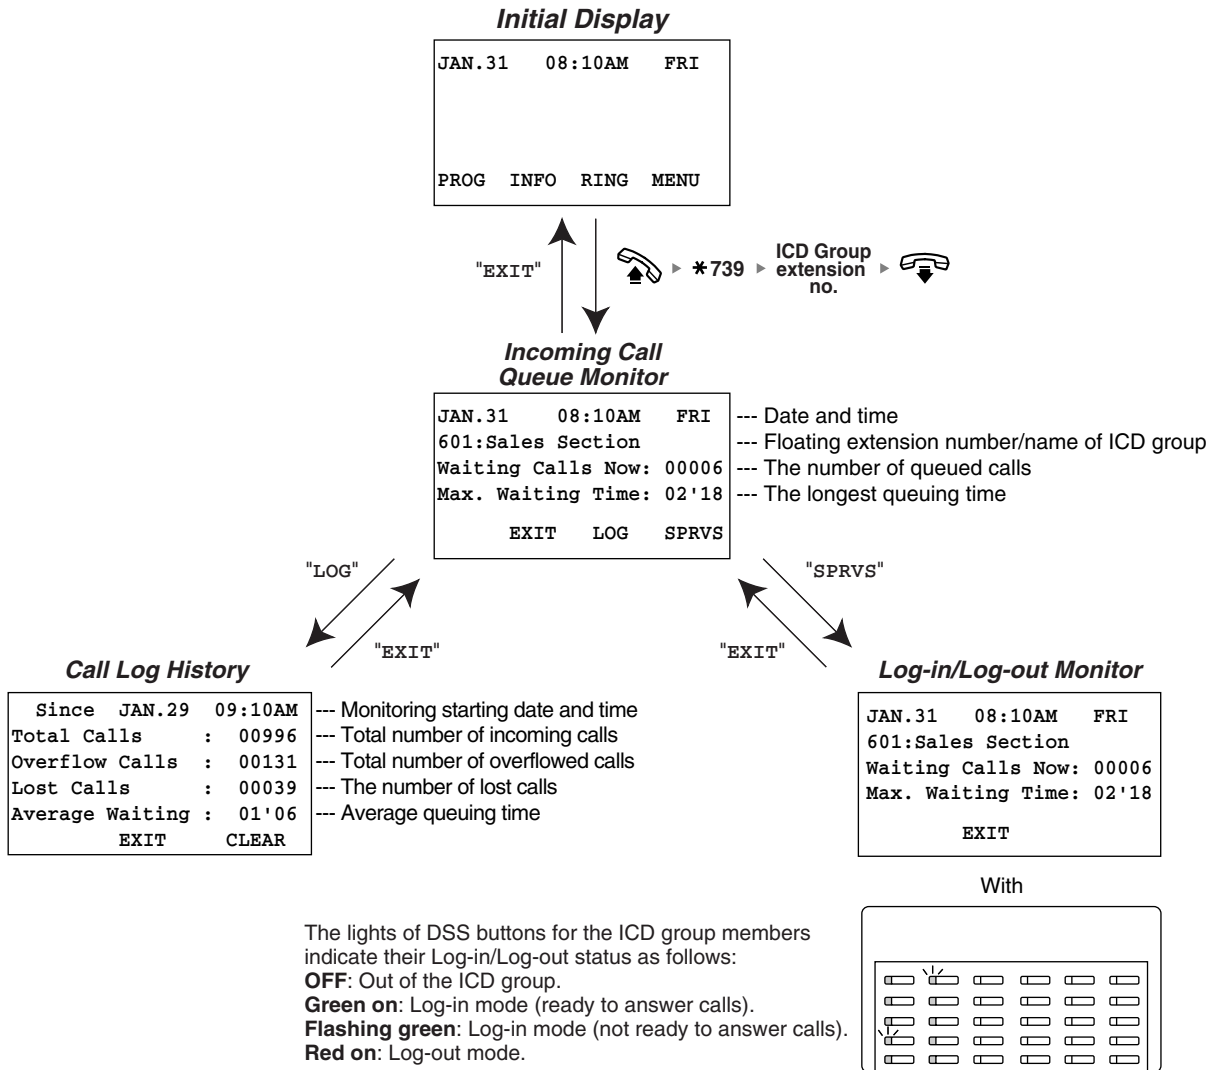 Initial Display
JAN.31 08:10AM FRI
PROG INFO RING MENU
"EXIT"
*739
ICD Group
extension
no.
Incoming Call
Queue Monitor
JAN.31 08:10AM FRI --- Date and time
601:Sales Section --- Floating extension number/name of ICD group
Waiting Calls Now: 00006 --- The number of queued calls
Max. Waiting Time: 02'18 --- The longest queuing time
EXIT LOG SPRVS
"LOG"
"EXIT"
"SPRVS"
"EXIT"
Call Log History
Since JAN.29 09:10AM --- Monitoring starting date and time
Total Calls : 00996 --- Total number of incoming calls
Overflow Calls : 00131 --- Total number of overflowed calls
Lost Calls : 00039 --- The number of lost calls
Average Waiting : 01'06 --- Average queuing time
EXIT CLEAR
Log-in/Log-out Monitor
JAN.31 08:10AM FRI
601:Sales Section
Waiting Calls Now: 00006
Max. Waiting Time: 02'18
EXIT
With
The lights of DSS buttons for the ICD group members
indicate their Log-in/Log-out status as follows:
OFF: Out of the ICD group.
Green on: Log-in mode (ready to answer calls).
Flashing green: Log-in mode (not ready to answer calls).
Red on: Log-out mode.